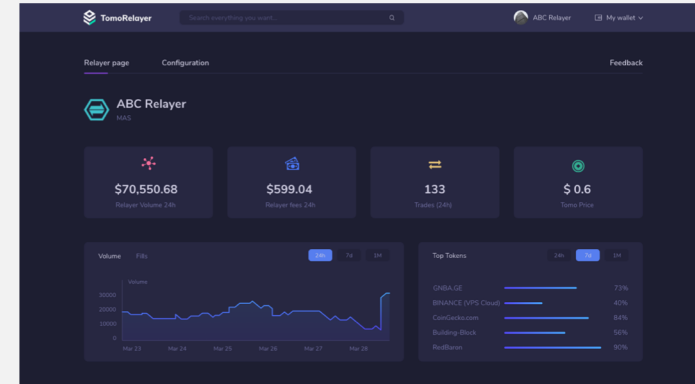 TomoRelayer
Search everything you want...
ABC Relayer
My wallet
Relayer page
Configuration
Feedback
ABC Relayer
MAS
$70,550.68
Relayer Volume 24h
$599.04
Relayer fees 24h
133
Trades (24h)
$ 0.6
Tomo Price
Volume
24h
7d
1M
Volume
30000
20000
10000
0
Mar 23
Mar 24
Mar 25
Mar 26
Mar 27
Mar 28
Top Tokens
24h
7d
1M
GNBA.GE
73%
BINANCE (VPS Cloud)
40%
CoinGecko.com
84%
Building-Block
56%
RedBaron
90%